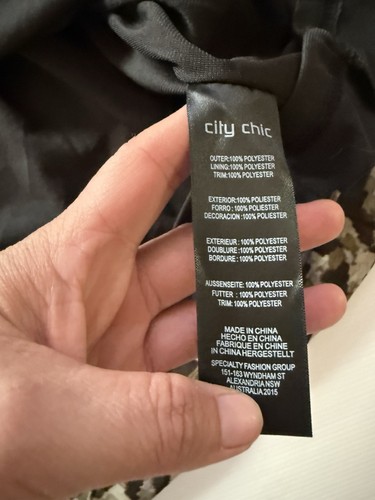 city chic
OUTER:100% POLYESTER
LINING:100% POLYESTER
TRIM:100% POLYESTER
EXTERIOR:100% POLIESTER
FORRO:100% POLYESTER
DECORACION:100% POLYESTER
EXTERIEUR:100% POLYESTER
DOUBLURE:100% POLYESTER
BORDURE:100% POLYESTER
AUSSENSEITE:100% POLYESTER
FUTTER :100% POLYESTER
TRIM:100% POLYESTER
MADE IN CHINA
HECHO EN CHINA
FABRIQUE EN CHINE
IN CHINA HERGESTELLT
SPECIALTY FASHION GROUP
151-163 WYNDHAM ST
ALEXANDRIA NSW
AUSTRALIA 2015